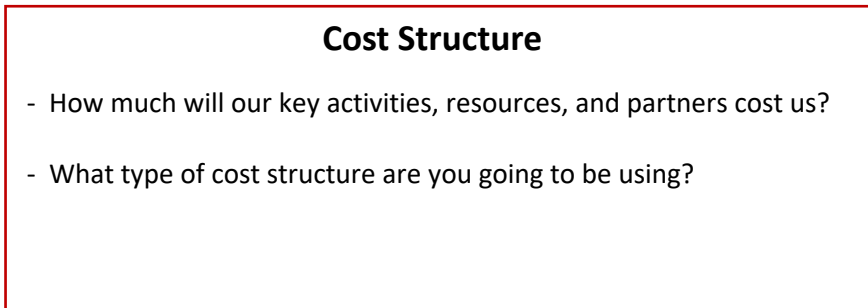 Cost Structure
- How much will our key activities, resources, and partners cost us?
- What type of cost structure are you going to be using?